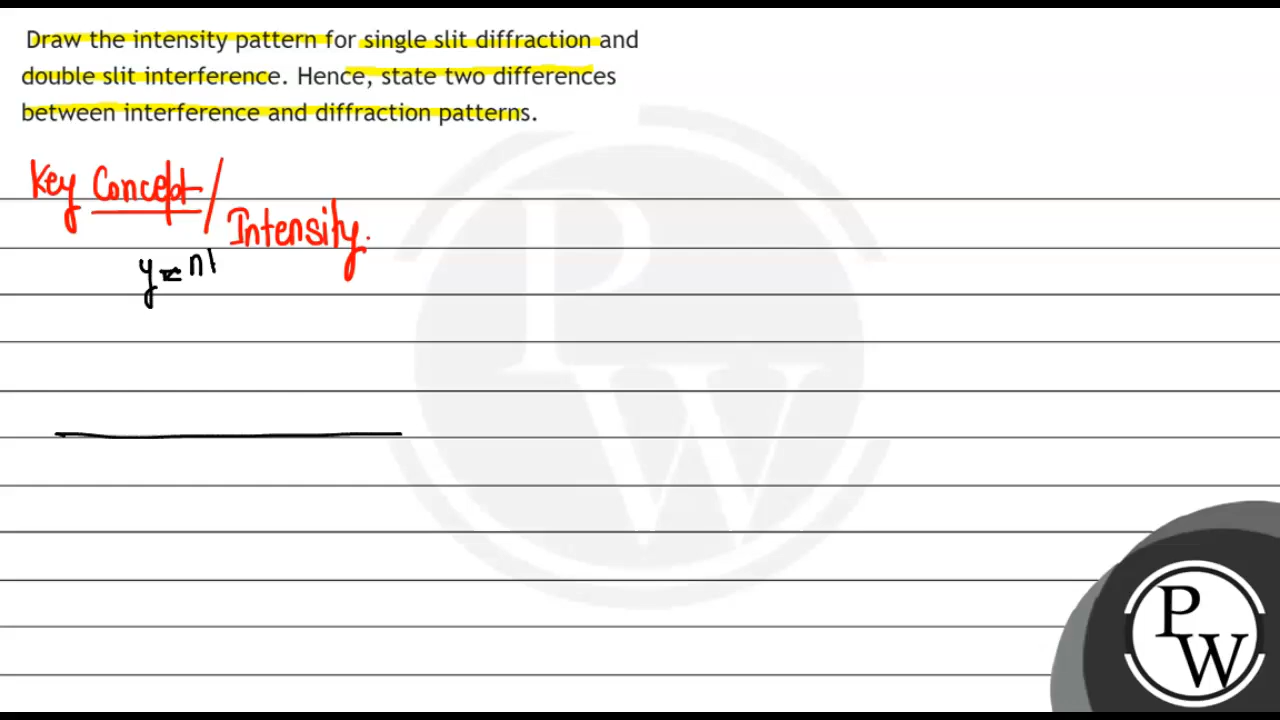 Draw the intensity pattern for single slit diffraction and
double slit interference. Hence, state two differences
between interference and diffraction patterns.
Key Concept /
Intensity.
y = n
P
W
P
W